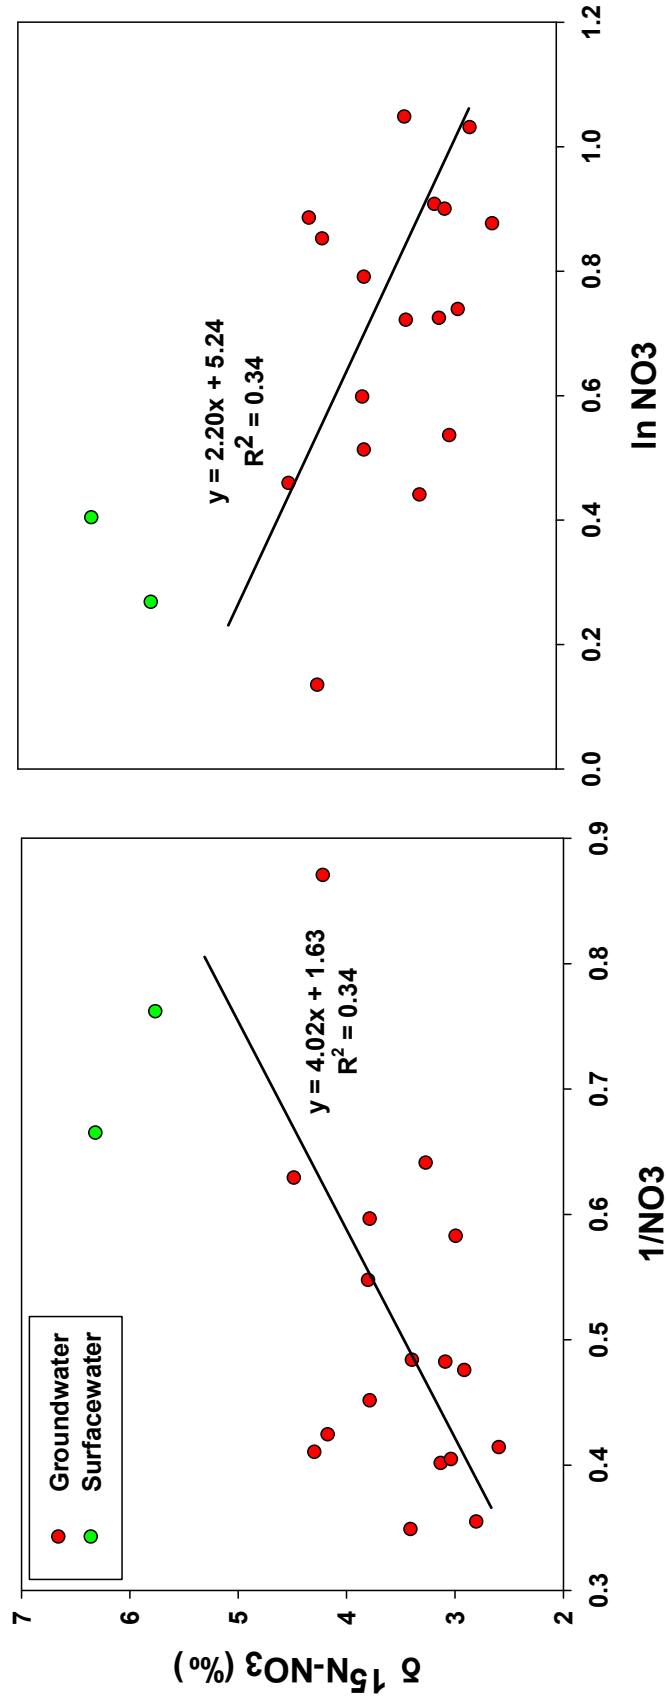 δ 15N-NO3 (‰)
7
6
5
4
3
2
Groundwater
Surfacewater
y = 4.02x + 1.63
R2 = 0.34
0.3
0.4
0.5
0.6
0.7
0.8
0.9
1/NO3
y = 2.20x + 5.24
R2 = 0.34
0.0
0.2
0.4
0.6
0.8
1.0
1.2
ln NO3